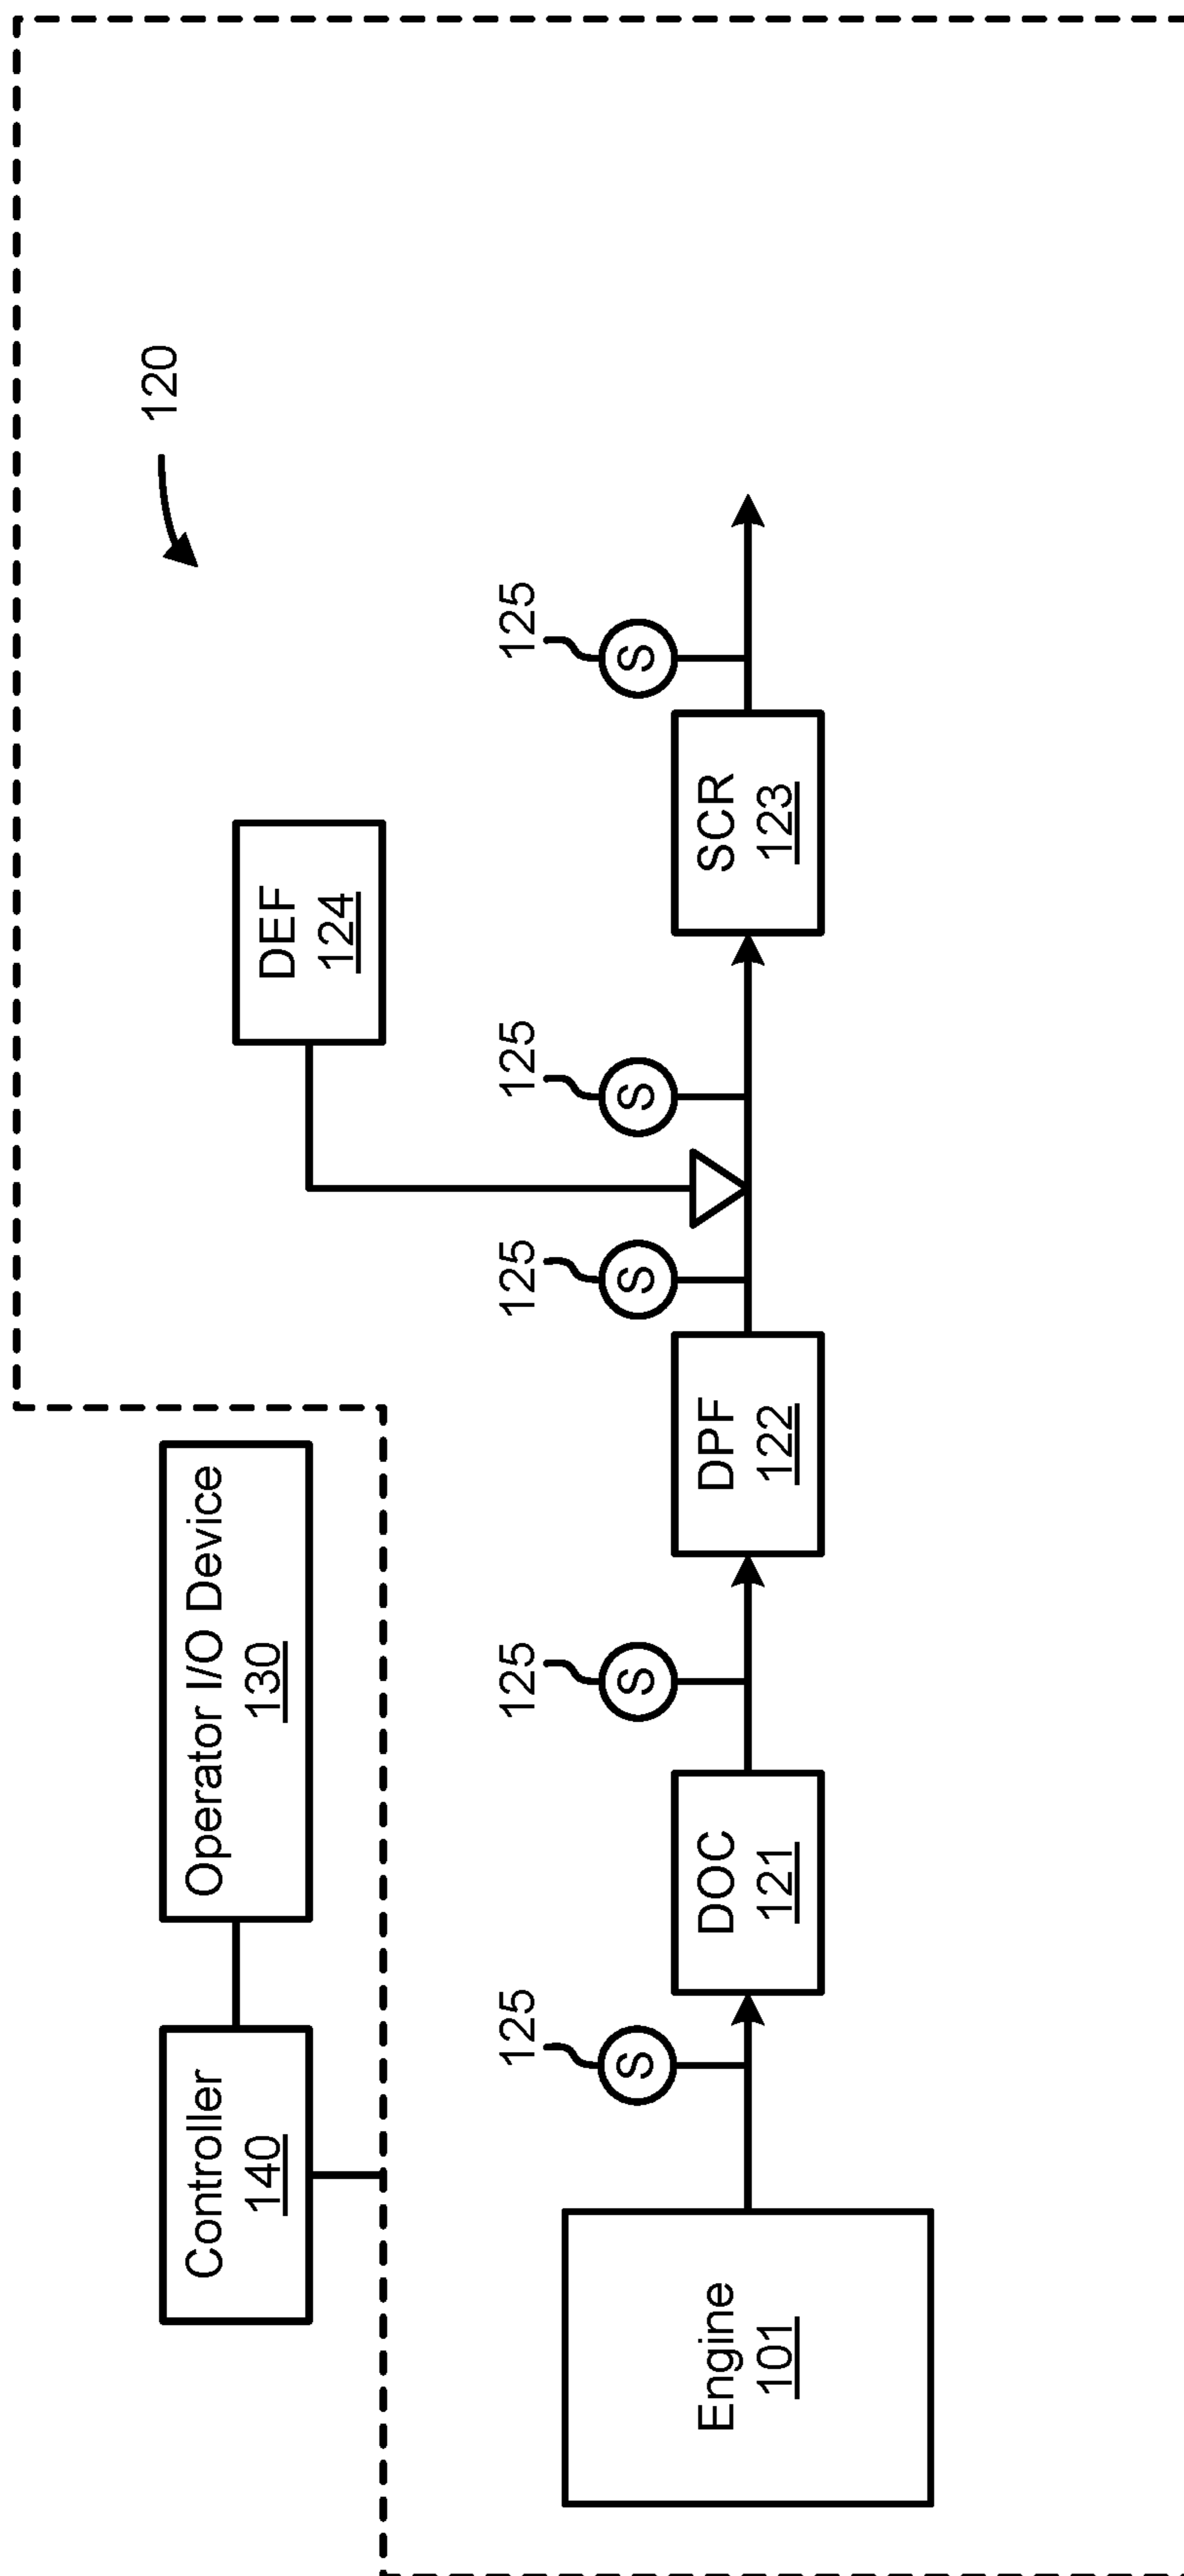 Controller
140
Operator I/O Device
130
120
DEF
124
125
125
125
125
125
Engine
101
S
DOC
121
S
DPF
122
S
S
SCR
123
S